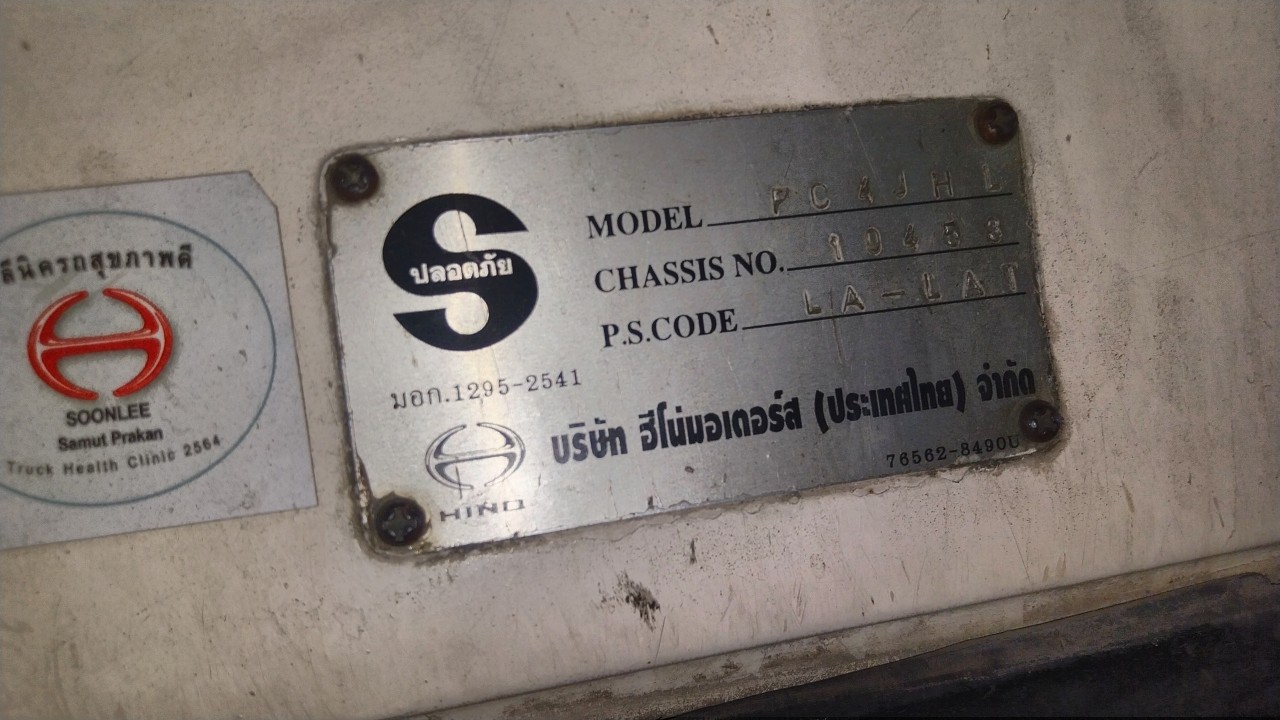 ลีนิครถสุขภาพดี
SOONLEE
Samut Prakan
Truck Health Clinic 2564
ปลอดภัย
มอก.1295-2541
MODEL FC4JHL
CHASSIS NO. 10453
P.S.CODE LA-LAT
บริษัท ฮีโน่มอเตอร์ส (ประเทศไทย) จำกัด
HINO
76562-8490U